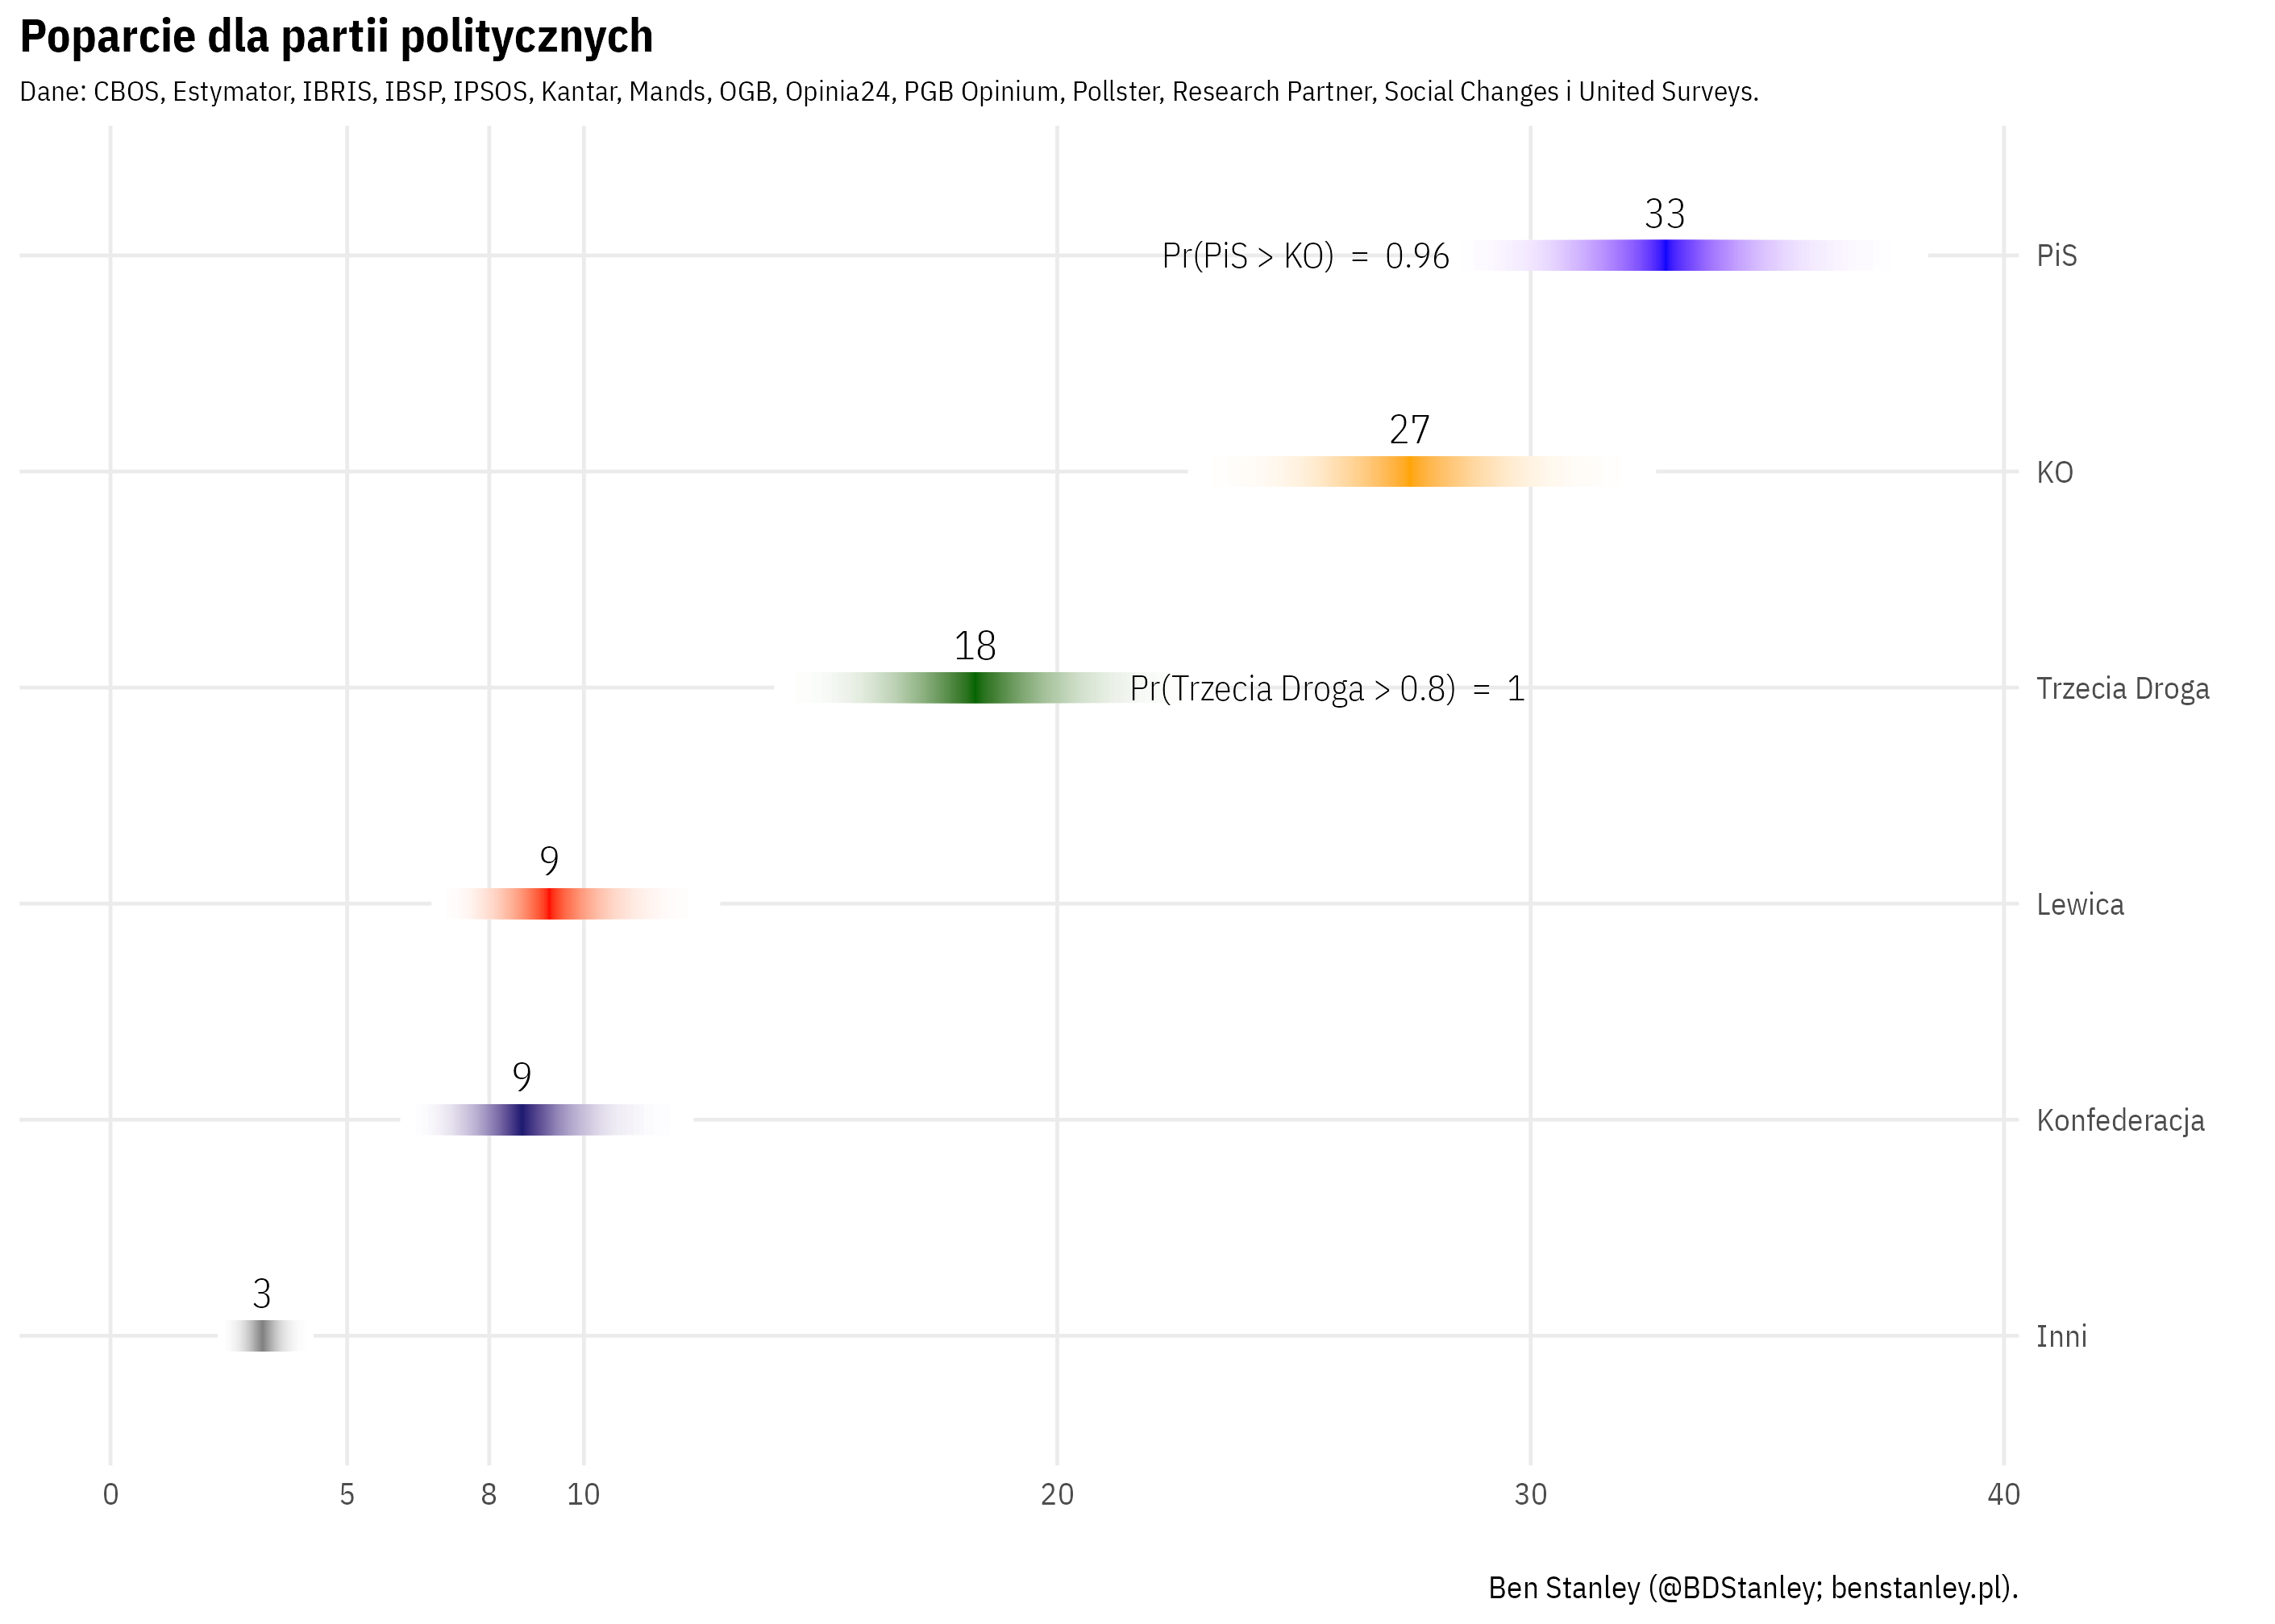 Poparcie dla partii politycznych
Dane: CBOS, Estymator, IBRIS, IBSP, IPSOS, Kantar, Mands, OGB, Opinia24, PGB Opinium, Pollster, Research Partner, Social Changes i United Surveys.
33
Pr(PiS > KO) = 0.96
PiS
27
KO
18
Pr(Trzecia Droga > 0.8) = 1
Trzecia Droga
9
Lewica
9
Konfederacja
3
Inni
0 5 8 10 20 30 40
Ben Stanley (@BDStanley; benstanley.pl).